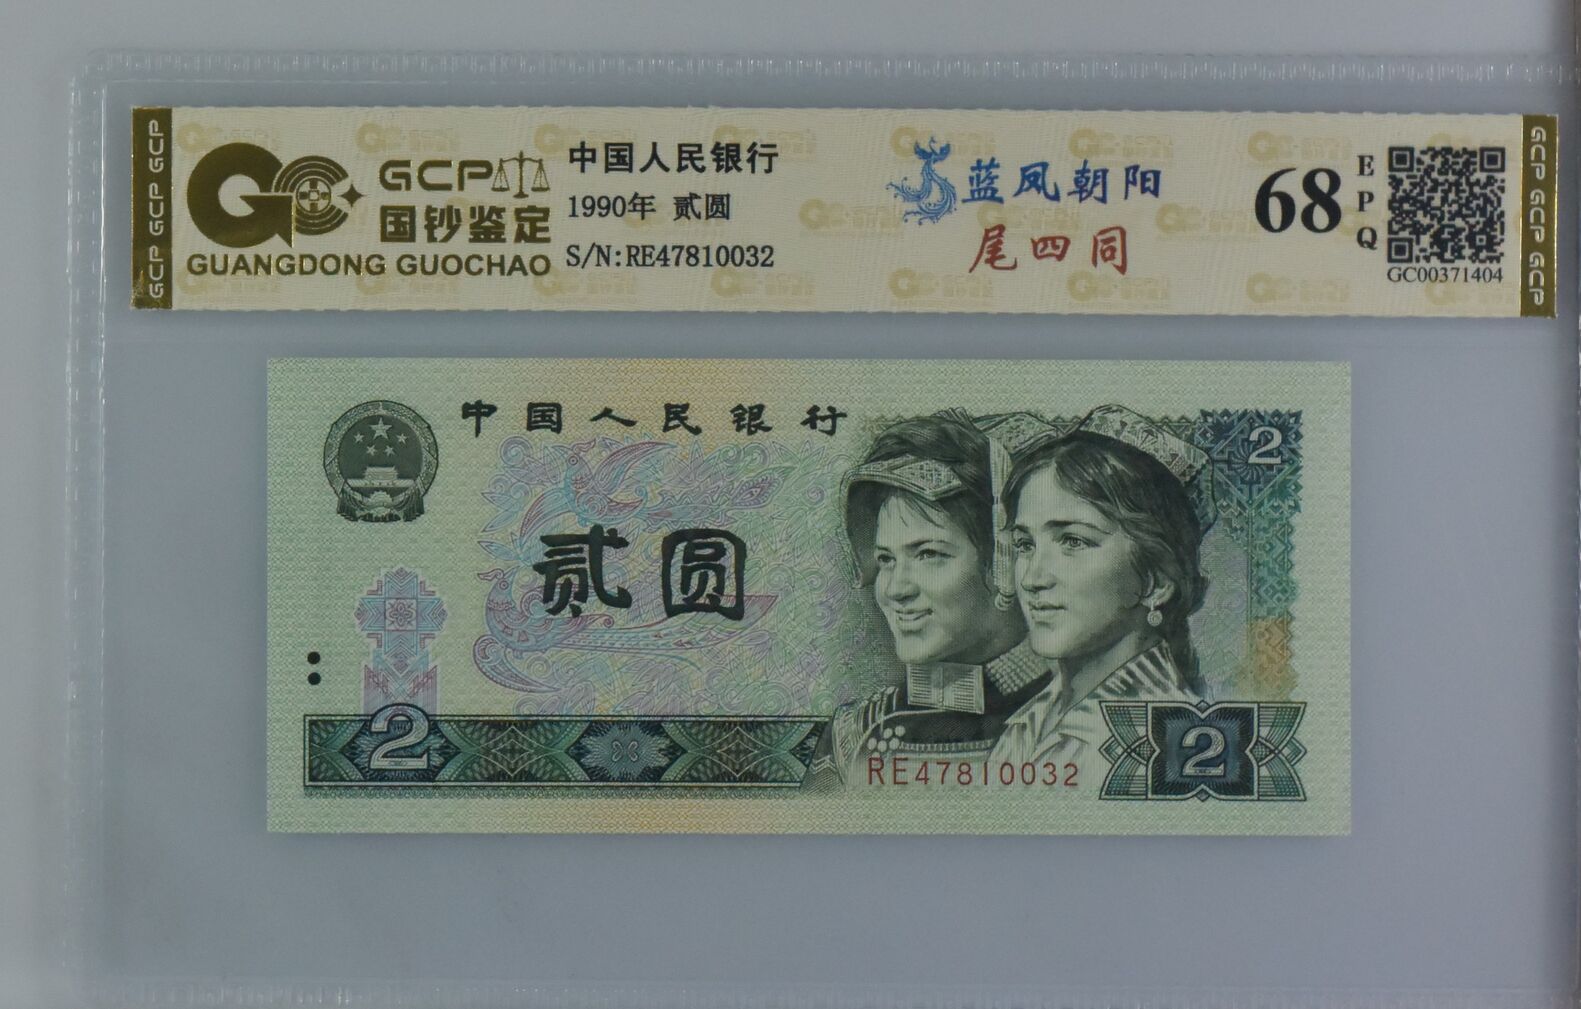 GCP GCP GCP
GCP
国钞鉴定
GUANGDONG GUOCHAO
中国人民银行
1990年 贰圆
S/N:RE47810032
蓝凤朝阳
尾四同
68
EPQ
GC00371404
GCP GCP GCP
中国人民银行
2
贰圆
2
RE47810032
2